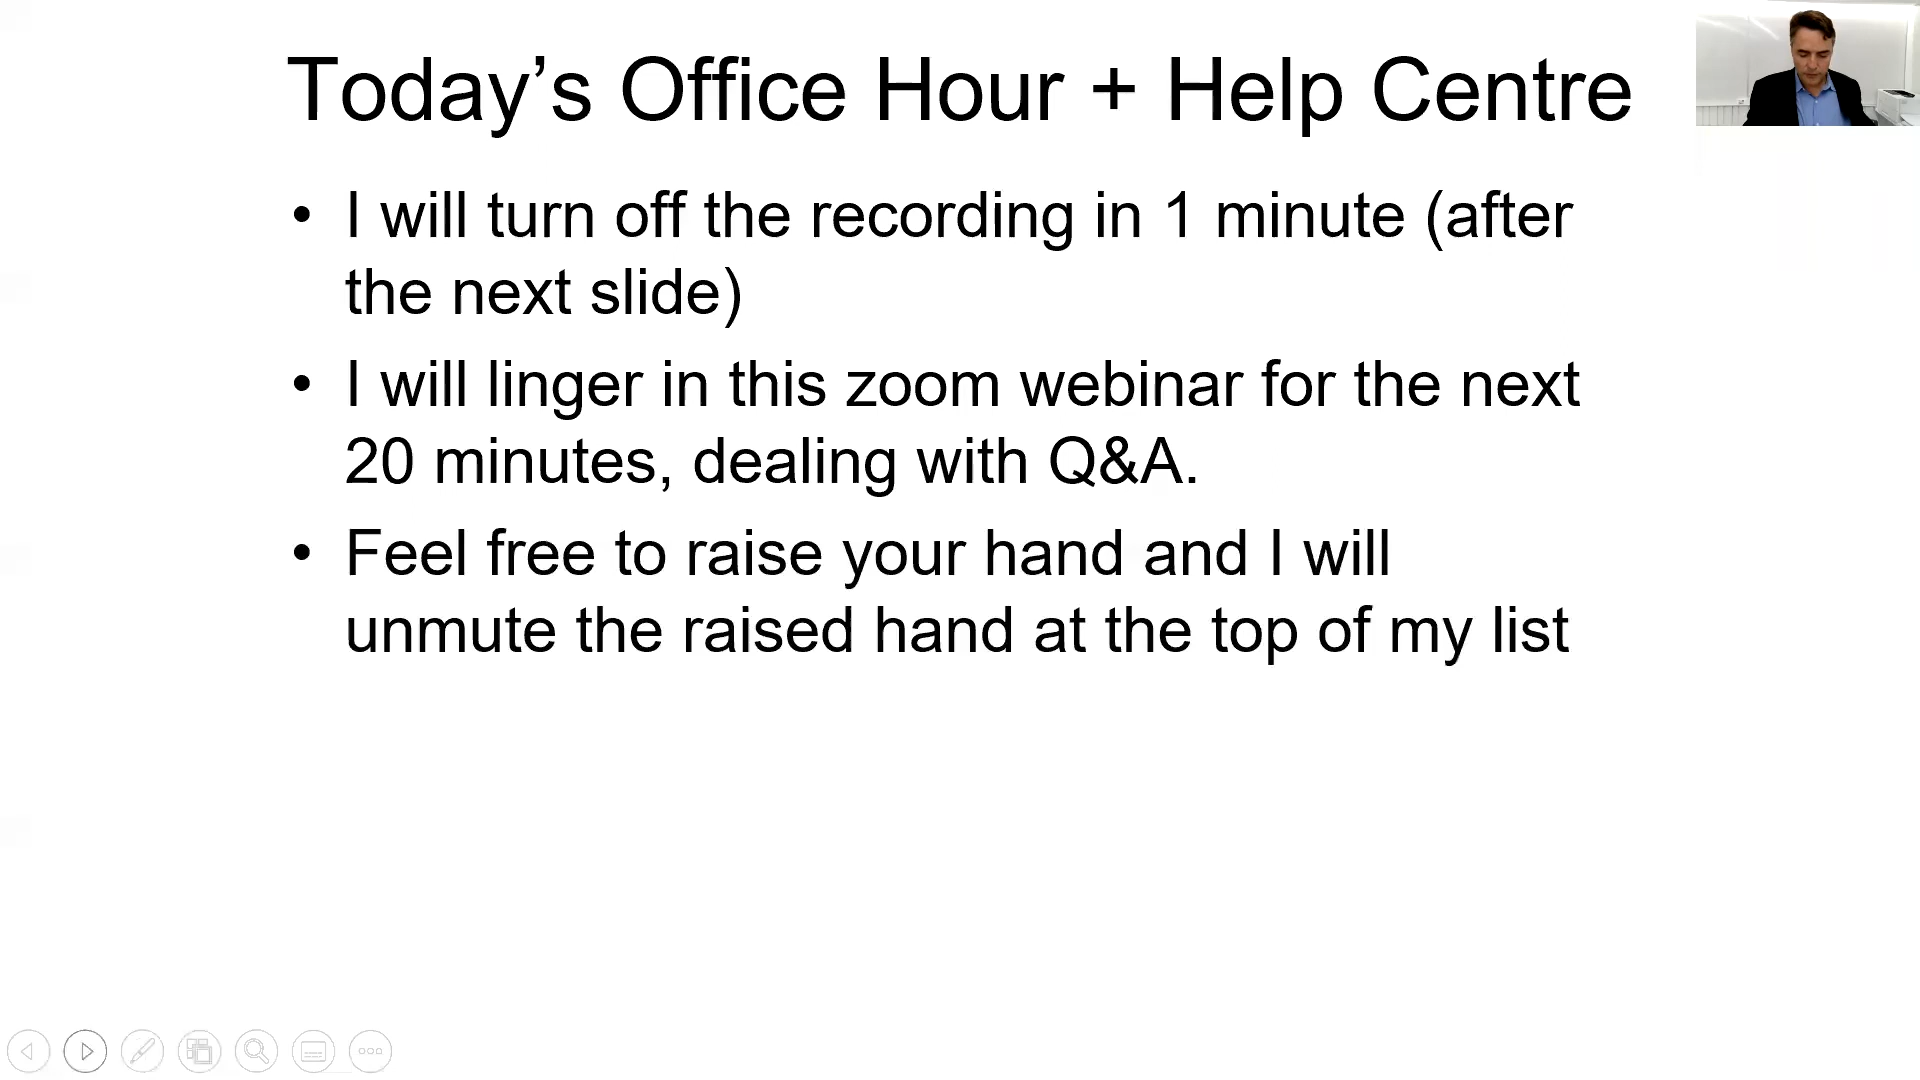 Today’s Office Hour + Help Centre
• I will turn off the recording in 1 minute (after
the next slide)
• I will linger in this zoom webinar for the next
20 minutes, dealing with Q&A.
• Feel free to raise your hand and I will
unmute the raised hand at the top of my list